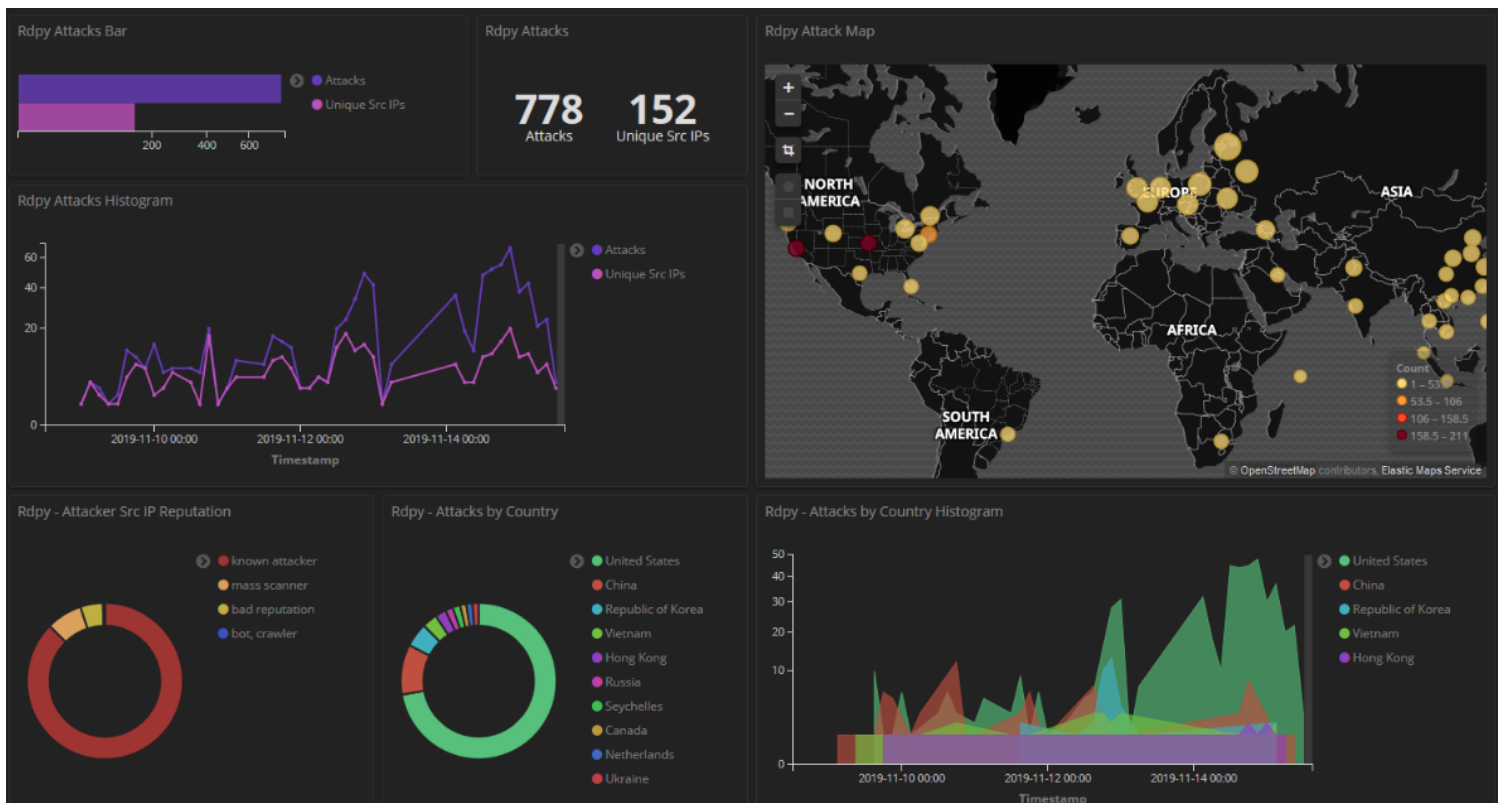 Rdpy Attacks Bar
Attacks
Unique Src IPs
200 400 600
Rdpy Attacks
778 152
Attacks Unique Src IPs
Rdpy Attack Map
+
−
NORTH
AMERICA
EUROPE
ASIA
AFRICA
SOUTH
AMERICA
Count
1 – 53.5
53.5 – 106
106 – 158.5
158.5 – 211
© OpenStreetMap contributors, Elastic Maps Service
Rdpy Attacks Histogram
60
40
20
0
2019-11-10 00:00 2019-11-12 00:00 2019-11-14 00:00
Timestamp
Attacks
Unique Src IPs
Rdpy - Attacker Src IP Reputation
known attacker
mass scanner
bad reputation
bot, crawler
Rdpy - Attacks by Country
United States
China
Republic of Korea
Vietnam
Hong Kong
Russia
Seychelles
Canada
Netherlands
Ukraine
Rdpy - Attacks by Country Histogram
50
40
30
20
10
0
2019-11-10 00:00 2019-11-12 00:00 2019-11-14 00:00
Timestamp
United States
China
Republic of Korea
Vietnam
Hong Kong